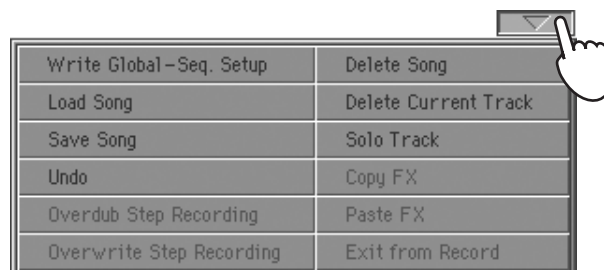 Write Global-Seq. Setup
Delete Song
Load Song
Delete Current Track
Save Song
Solo Track
Undo
Copy FX
Overdub Step Recording
Paste FX
Overwrite Step Recording
Exit from Record